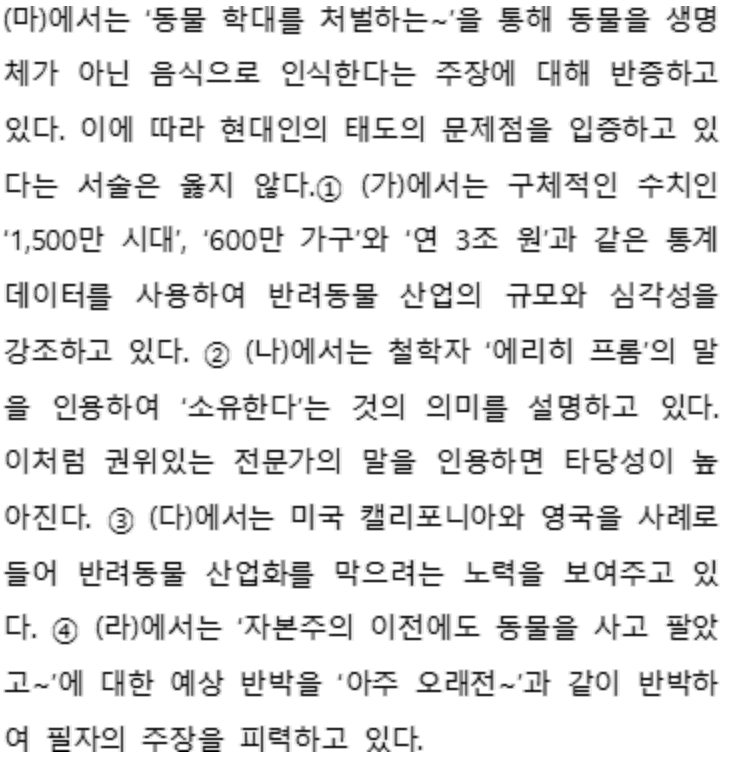 (마)에서는 '동물 학대를 처벌하는~'을 통해 동물을 생명
체가 아닌 음식으로 인식한다는 주장에 대해 반증하고
있다. 이에 따라 현대인의 태도의 문제점을 입증하고 있
다는 서술은 옳지 않다.① (가)에서는 구체적인 수치인
'1,500만 시대', '600만 가구'와 '연 3조 원'과 같은 통계
데이터를 사용하여 반려동물 산업의 규모와 심각성을
강조하고 있다. ② (나)에서는 철학자 '에리히 프롬'의 말
을 인용하여 '소유한다'는 것의 의미를 설명하고 있다.
이처럼 권위있는 전문가의 말을 인용하면 타당성이 높
아진다. ③ (다)에서는 미국 캘리포니아와 영국을 사례로
들어 반려동물 산업화를 막으려는 노력을 보여주고 있
다. ④ (라)에서는 '자본주의 이전에도 동물을 사고 팔았
고~'에 대한 예상 반박을 '아주 오래전~'과 같이 반박하
여 필자의 주장을 피력하고 있다.